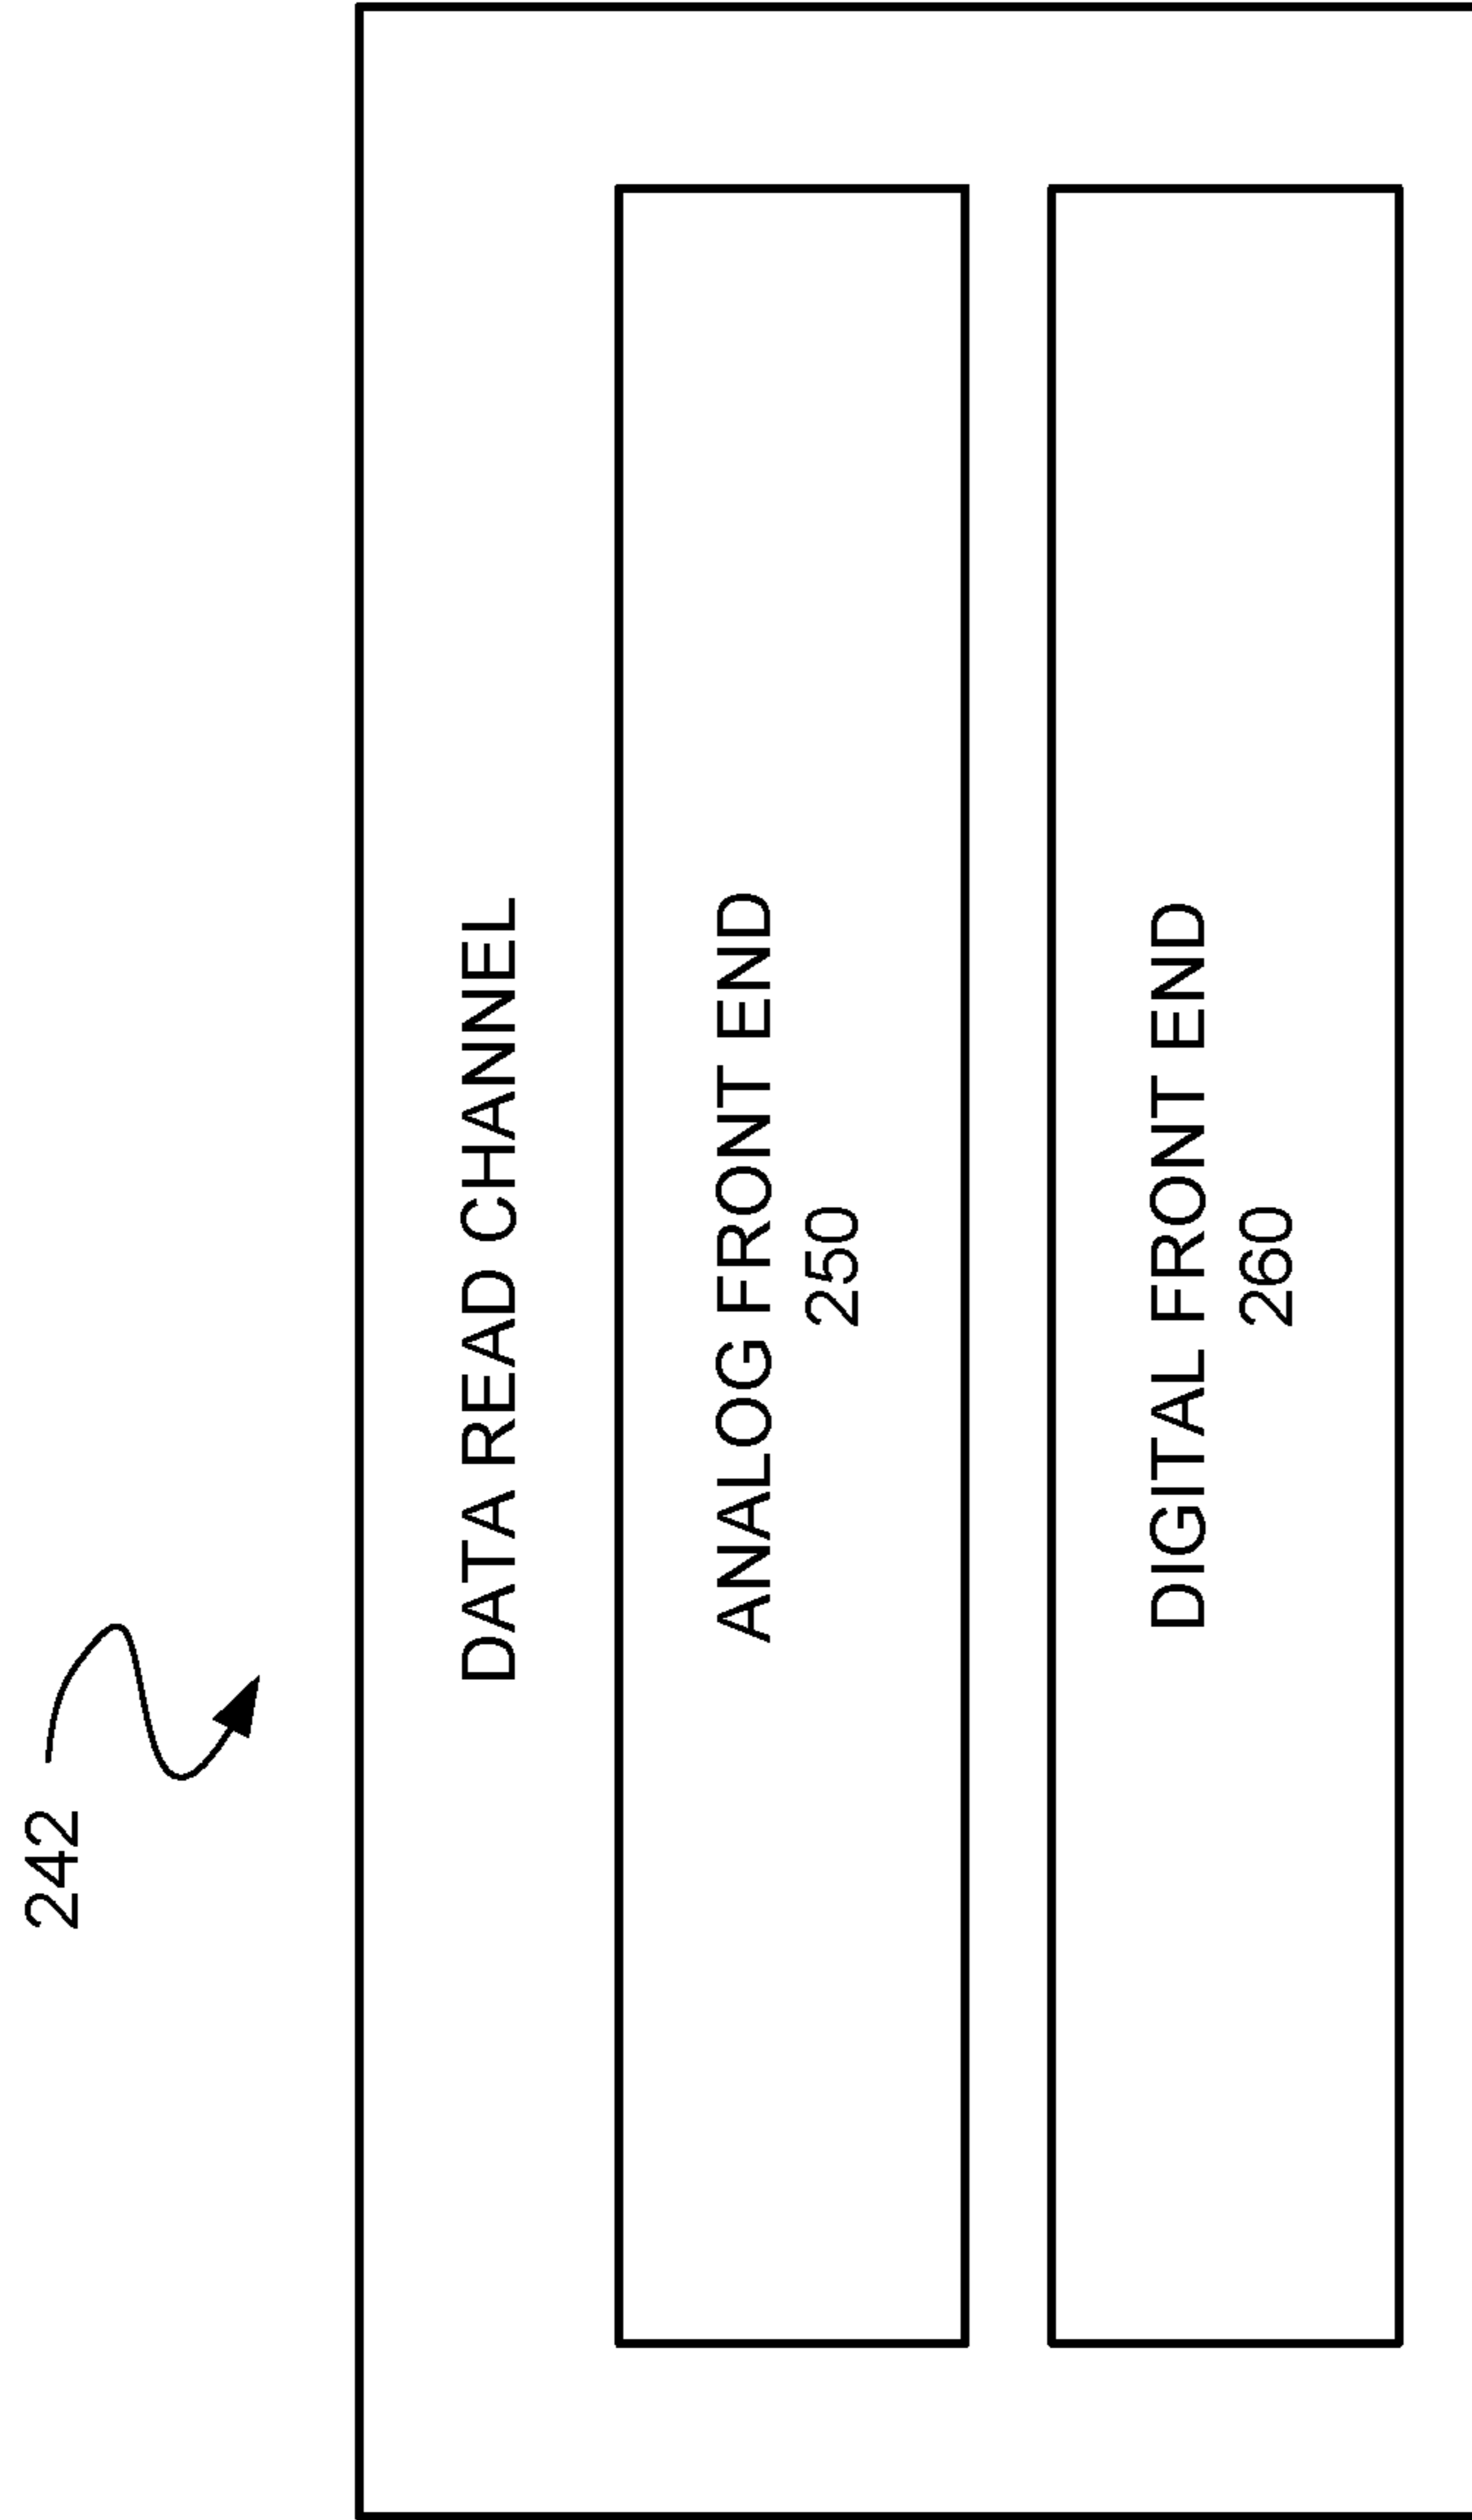 242
DATA READ CHANNEL
ANALOG FRONT END
250
DIGITAL FRONT END
260